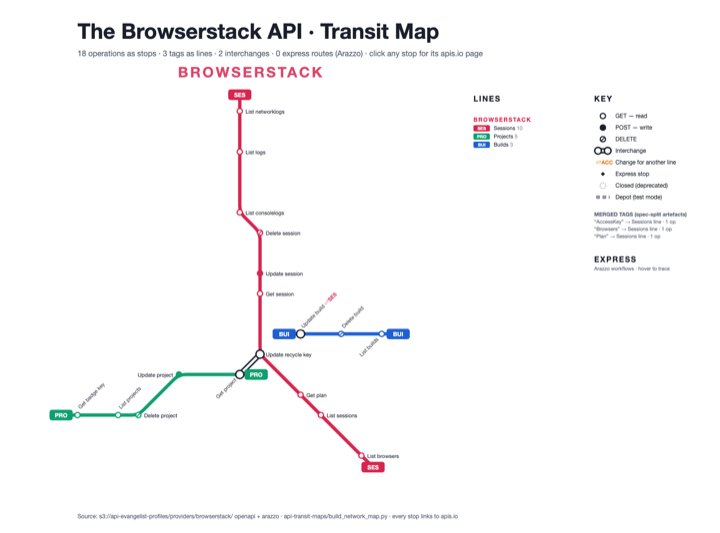 The Browserstack API · Transit Map
18 operations as stops · 3 tags as lines · 2 interchanges · 0 express routes (Arazzo) · click any stop for its apis.io page
BROWSERSTACK
SES
List networklogs
List logs
List consolelogs
Delete session
Update session
Get session
Update build ⇢SES
Delete build
BUI
BUI
List builds
Update recycle key
Update project
Get project
PRO
Get badge key
List projects
PRO
Delete project
Get plan
List sessions
List browsers
SES
LINES
BROWSERSTACK
SES Sessions 10
PRO Projects 5
BUI Builds 3
KEY
GET — read
POST — write
DELETE
Interchange
⇢ACC Change for another line
Express stop
Closed (deprecated)
Depot (test mode)
MERGED TAGS (spec-split artefacts)
"AccessKey" → Sessions line · 1 op
"Browsers" → Sessions line · 1 op
"Plan" → Sessions line · 1 op
EXPRESS
Arazzo workflows · hover to trace
Source: s3://api-evangelist-profiles/providers/browserstack/ openapi + arazzo · api-transit-maps/build_network_map.py · every stop links to apis.io